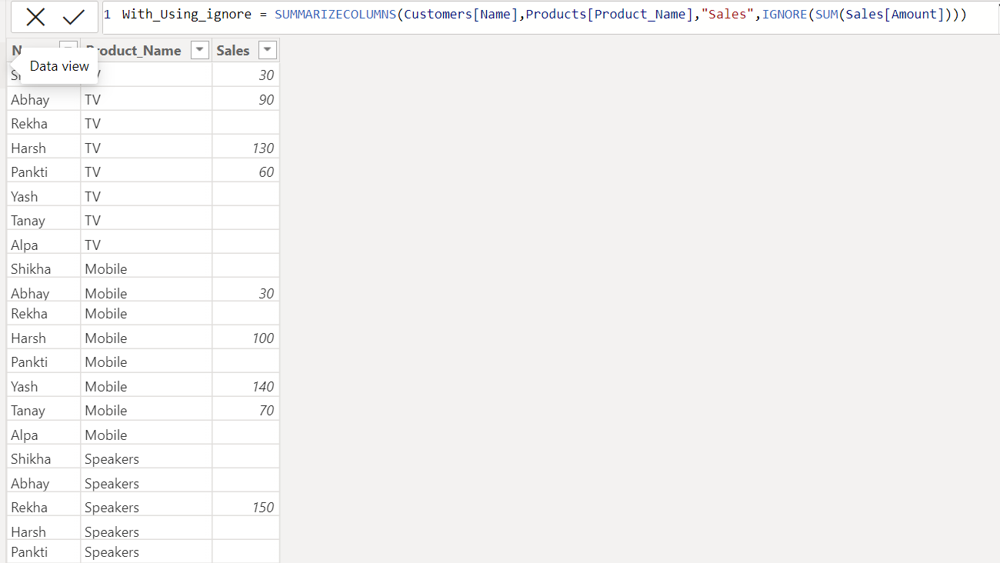 1 With_Using_ignore = SUMMARIZECOLUMNS(Customers[Name],Products[Product_Name],"Sales",IGNORE(SUM(Sales[Amount])))
Product_Name Sales
Data view
30
Abhay TV 90
Rekha TV
Harsh TV 130
Pankti TV 60
Yash TV
Tanay TV
Alpa TV
Shikha Mobile
Abhay Mobile 30
Rekha Mobile
Harsh Mobile 100
Pankti Mobile
Yash Mobile 140
Tanay Mobile 70
Alpa Mobile
Shikha Speakers
Abhay Speakers
Rekha Speakers 150
Harsh Speakers
Pankti Speakers